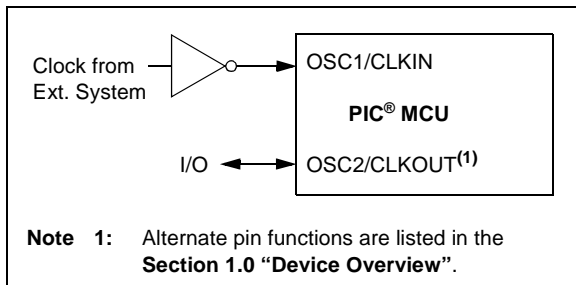 Clock from
Ext. System
OSC1/CLKIN
PIC® MCU
I/O
OSC2/CLKOUT(1)
Note 1: Alternate pin functions are listed in the
Section 1.0 “Device Overview”.